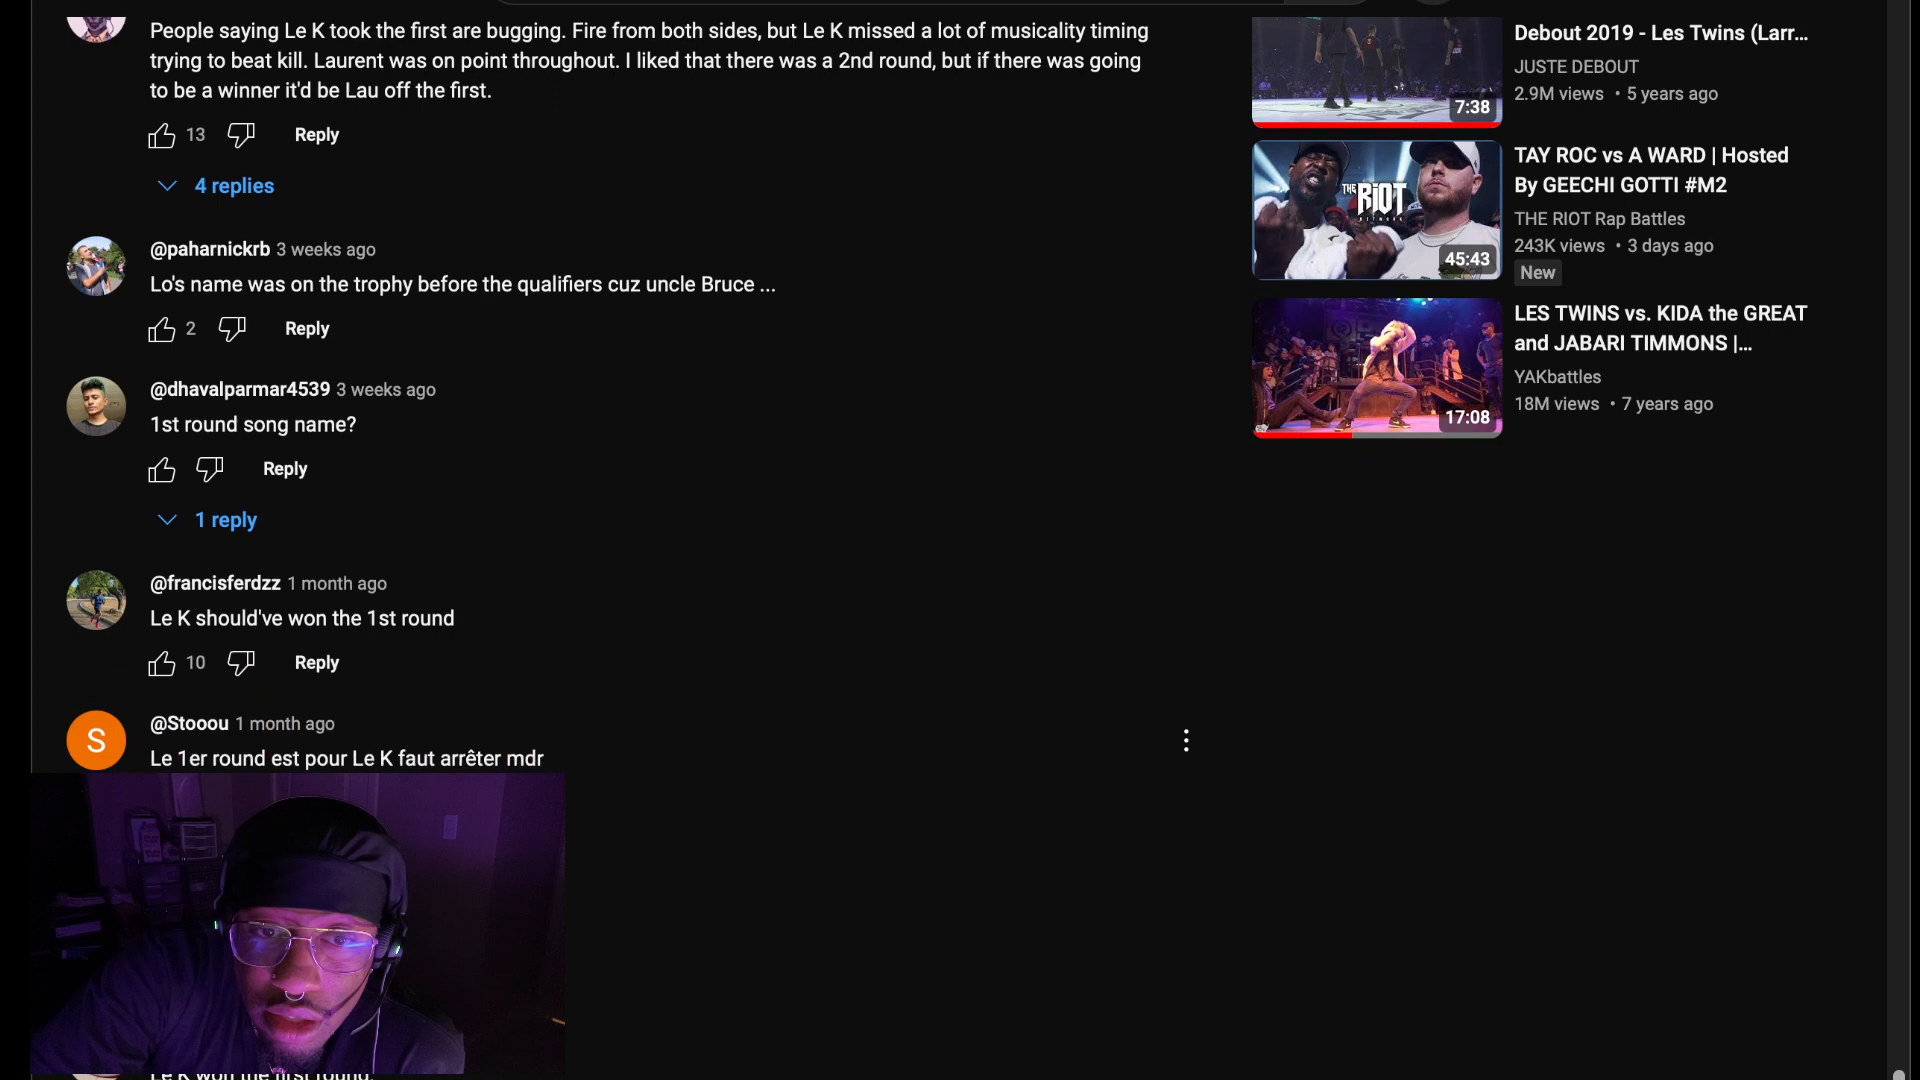 People saying Le K took the first are bugging. Fire from both sides, but Le K missed a lot of musicality timing
trying to beat kill. Laurent was on point throughout. I liked that there was a 2nd round, but if there was going
to be a winner it'd be Lau off the first.
13 Reply
4 replies
@paharnickrb 3 weeks ago
Lo's name was on the trophy before the qualifiers cuz uncle Bruce ...
2 Reply
@dhavalparmar4539 3 weeks ago
1st round song name?
Reply
1 reply
@francisferdzz 1 month ago
Le K should've won the 1st round
10 Reply
S
@Stooou 1 month ago
Le 1er round est pour Le K faut arrêter mdr
Le K won the first round.
7:38
Debout 2019 - Les Twins (Larr...
JUSTE DEBOUT
2.9M views • 5 years ago
THE RIOT
45:43
TAY ROC vs A WARD | Hosted
By GEECHI GOTTI #M2
THE RIOT Rap Battles
243K views • 3 days ago
New
17:08
LES TWINS vs. KIDA the GREAT
and JABARI TIMMONS |...
YAKbattles
18M views • 7 years ago